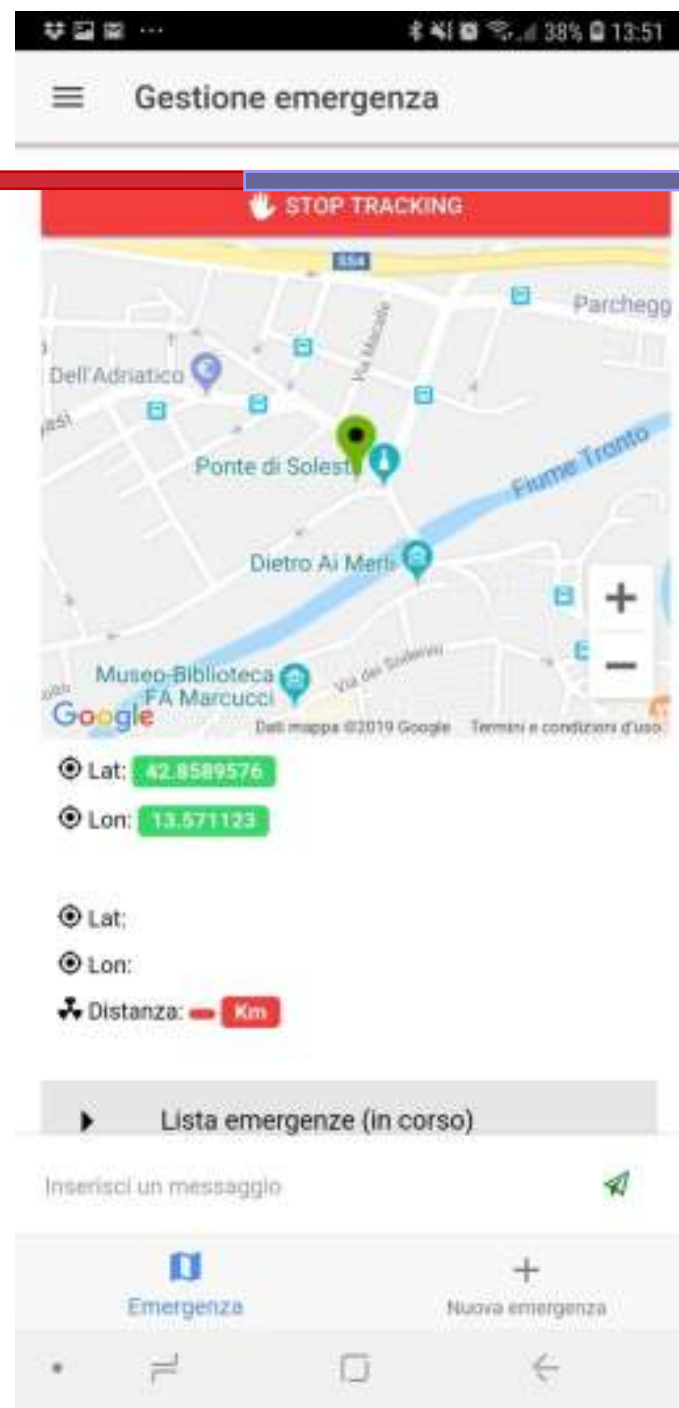 38% 13:51
Gestione emergenza
STOP TRACKING
SS4
Parchegg
Via Macalle
Dell'Adriatico
Ponte di Solest
Fiume Tronto
Dietro Ai Merli
+
Museo-Biblioteca
FA Marcucci
Via dei Soderini
−
Google
Dati mappa ©2019 Google Termini e condizioni d'uso
Lat: 42.8589576
Lon: 13.571123
Lat:
Lon:
Distanza: Km
Lista emergenze (in corso)
Inserisci un messaggio
Emergenza
+
Nuova emergenza